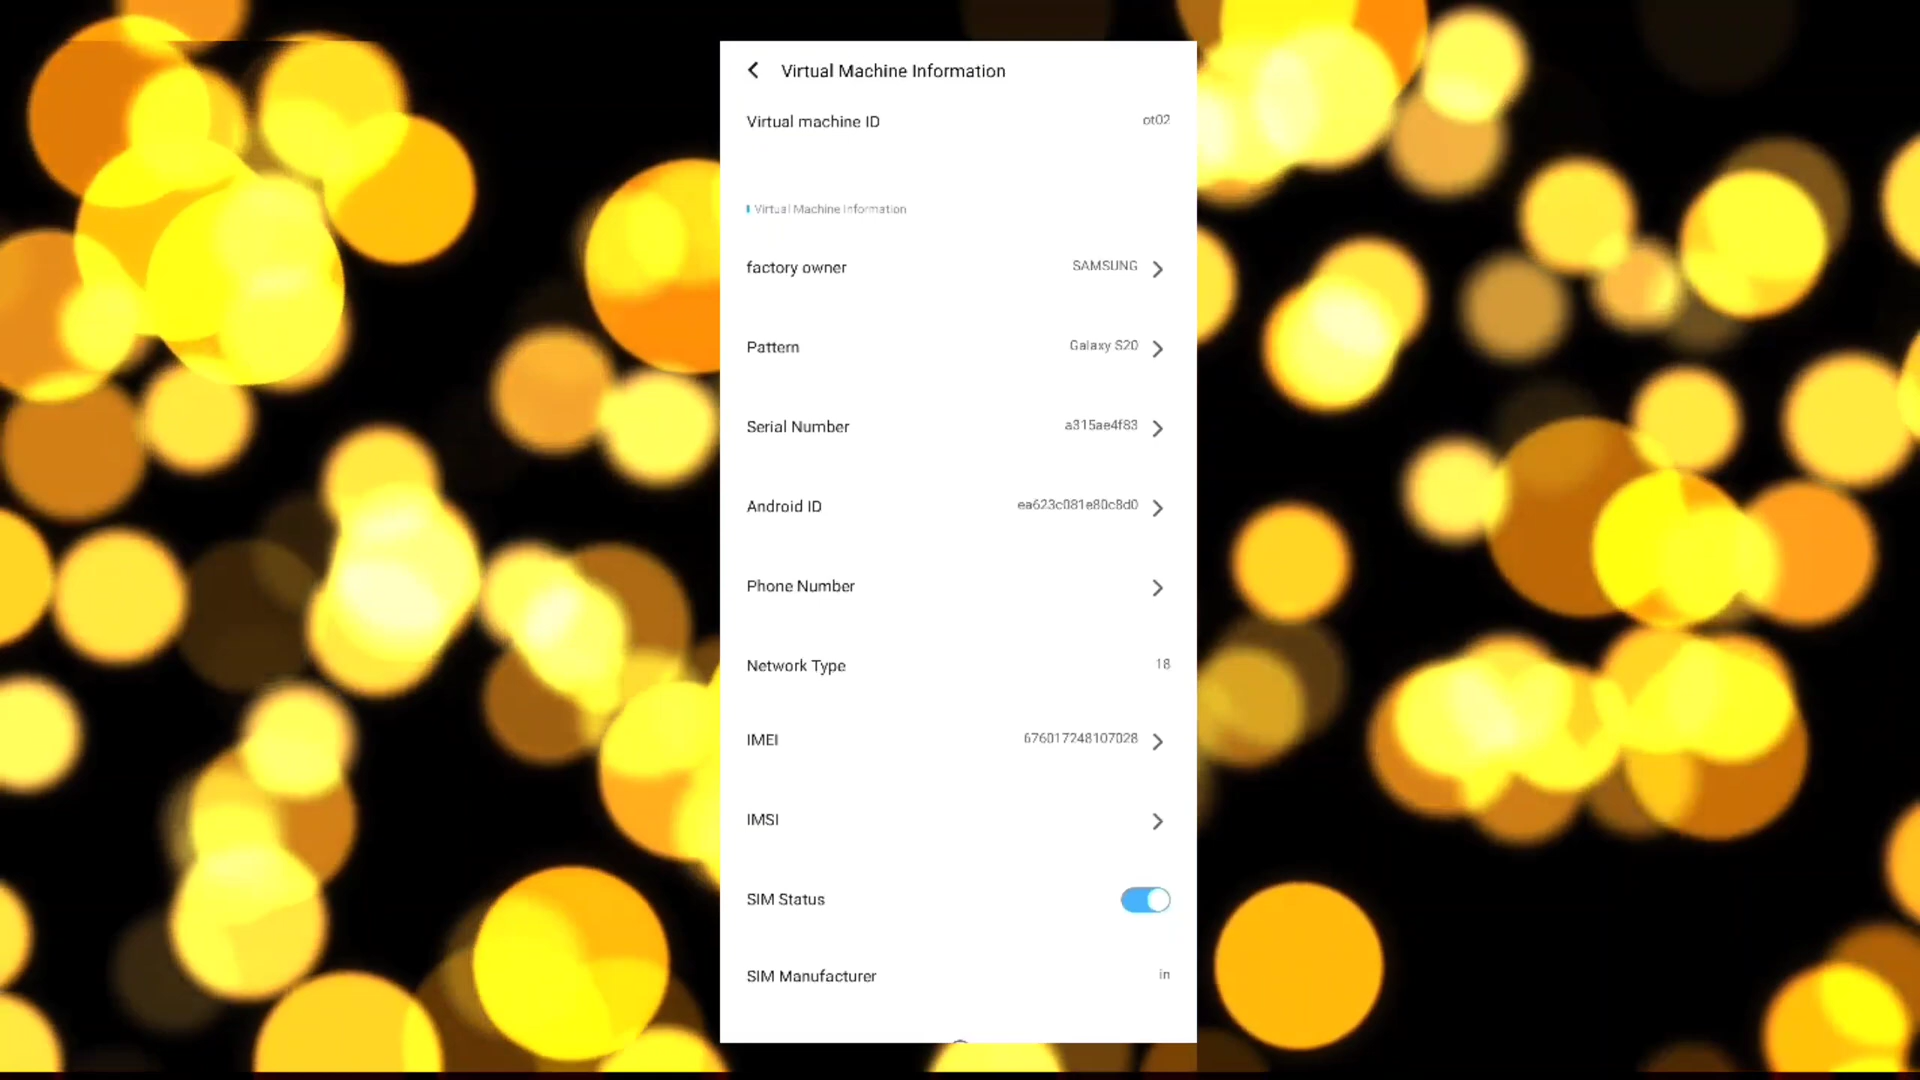 Virtual Machine Information
Virtual machine ID ot02
Virtual Machine Information
factory owner SAMSUNG
Pattern Galaxy S20
Serial Number a315ae4f83
Android ID ea623c081e80c8d0
Phone Number
Network Type 18
IMEI 676017248107028
IMSI
SIM Status
SIM Manufacturer in